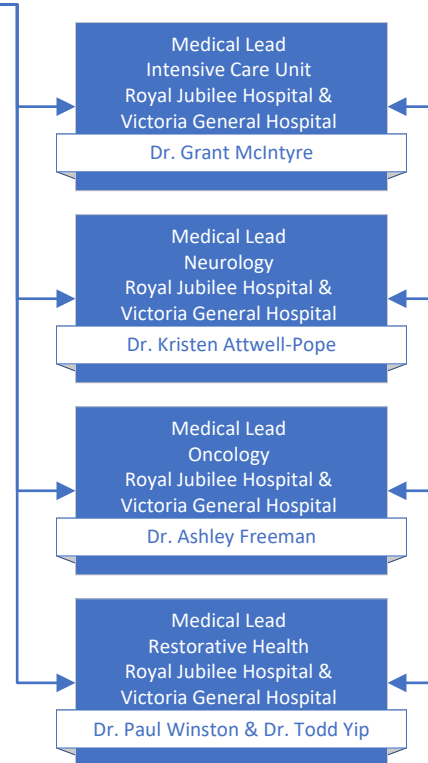 Medical Lead
Intensive Care Unit
Royal Jubilee Hospital &
Victoria General Hospital
Dr. Grant McIntyre
Medical Lead
Neurology
Royal Jubilee Hospital &
Victoria General Hospital
Dr. Kristen Attwell-Pope
Medical Lead
Oncology
Royal Jubilee Hospital &
Victoria General Hospital
Dr. Ashley Freeman
Medical Lead
Restorative Health
Royal Jubilee Hospital &
Victoria General Hospital
Dr. Paul Winston & Dr. Todd Yip